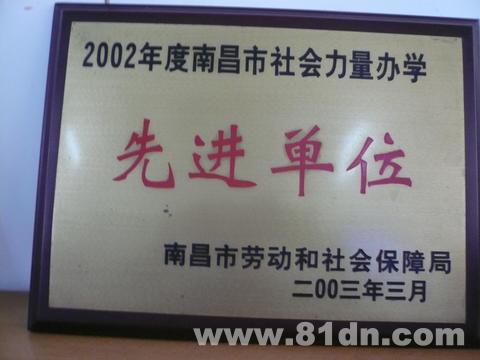 2002年度南昌市社会力量办学
先进单位
南昌市劳动和社会保障局
二00三年三月
www.81dn.com